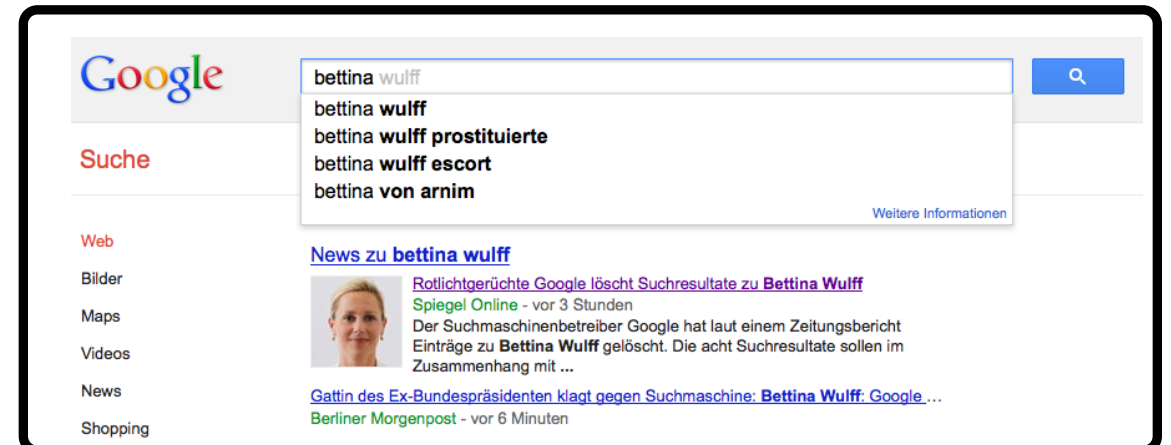 Google
bettina wulff
bettina wulff
bettina wulff prostituierte
bettina wulff escort
bettina von arnim
Weitere Informationen
Suche
Web
Bilder
Maps
Videos
News
Shopping
News zu bettina wulff
Rotlichtgerüchte Google löscht Suchresultate zu Bettina Wulff
Spiegel Online - vor 3 Stunden
Der Suchmaschinenbetreiber Google hat laut einem Zeitungsbericht
Einträge zu Bettina Wulff gelöscht. Die acht Suchresultate sollen im
Zusammenhang mit ...
Gattin des Ex-Bundespräsidenten klagt gegen Suchmaschine: Bettina Wulff: Google ...
Berliner Morgenpost - vor 6 Minuten